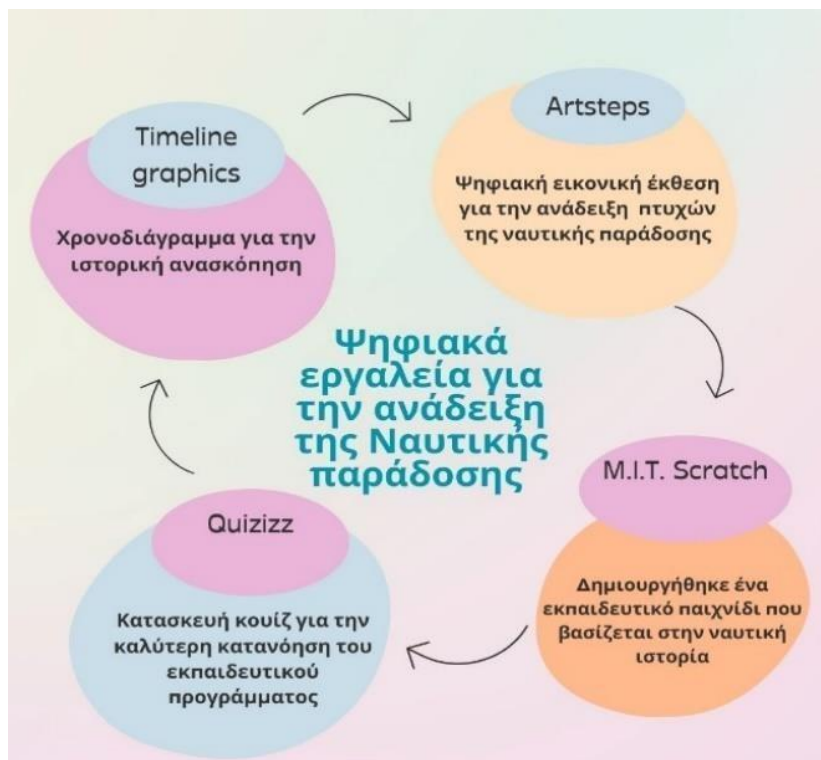 Timeline
graphics
Χρονοδιάγραμμα για την
ιστορική ανασκόπηση
Artsteps
Ψηφιακή εικονική έκθεση
για την ανάδειξη πτυχών
της ναυτικής παράδοσης
Ψηφιακά
εργαλεία για
την ανάδειξη
της Ναυτικής
παράδοσης
M.I.T. Scratch
Δημιουργήθηκε ένα
εκπαιδευτικό παιχνίδι που
βασίζεται στην ναυτική
ιστορία
Quizizz
Κατασκευή κουίζ για την
καλύτερη κατανόηση του
εκπαιδευτικού
προγράμματος